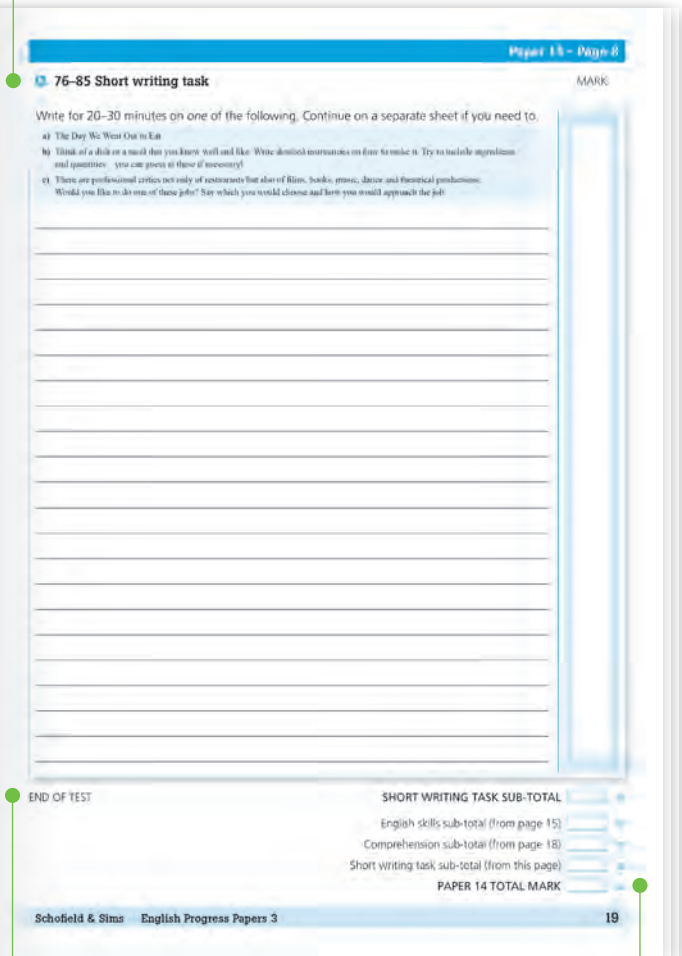 Page 8
76–85 Short writing task
MARK
Write for 20–30 minutes on one of the following. Continue on a separate sheet if you need to.
a) The Day We Went Out to Eat
b) Think of a dish or a meal that you know well and like. Write detailed instructions on how to make it. Try to include ingredients
and quantities you can guess at these if necessary!
c) There are professional critics not only of restaurants but also of films, books, music, dance and theatrical productions.
Would you like to do one of these jobs? Say which you would choose and how you would approach the job.
END OF TEST
SHORT WRITING TASK SUB-TOTAL
English skills sub-total (from page 15)
Comprehension sub-total (from page 18)
Short writing task sub-total (from this page)
PAPER 14 TOTAL MARK
Schofield & Sims English Progress Papers 3
19